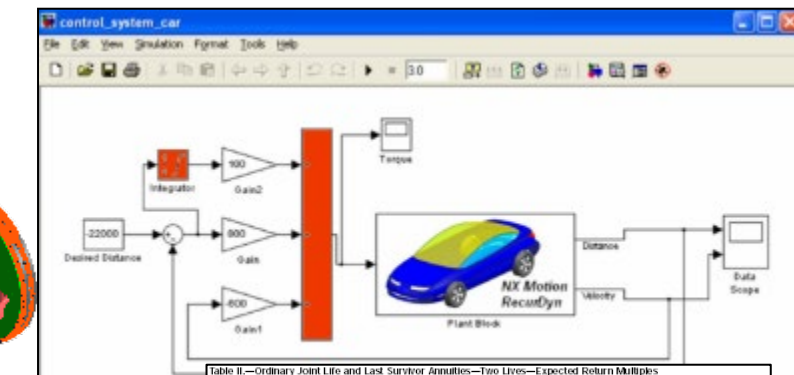 control_system_car
File Edit View Simulation Format Tools Help
3.0
Torque
100
Integrator
Gain2
-22000
Desired Distance
800
Gain
-600
Gain1
NX Motion
RecurDyn
Plant Block
Distance
Velocity
Data
Scope
Table II.—Ordinary Joint Life and Last Survivor Annuities—Two Lives—Expected Return Multiples